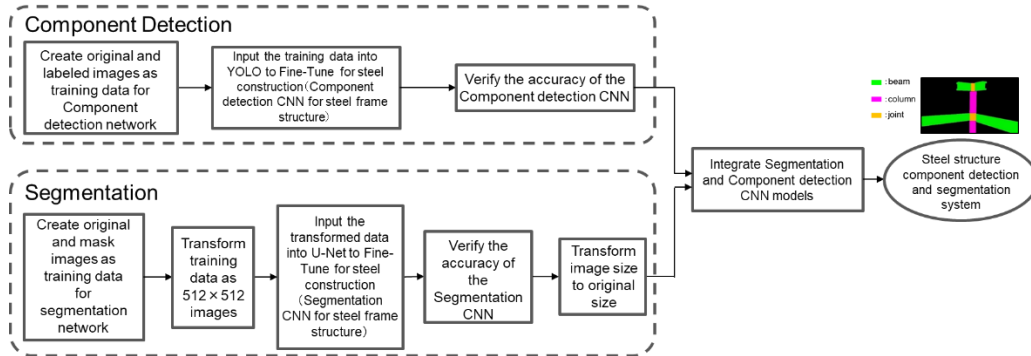 Component Detection
Create original and
labeled images as
training data for
Component
detection network
Input the training data into
YOLO to Fine-Tune for steel
construction(Component
detection CNN for steel frame
structure)
Verify the accuracy of the
Component detection CNN
Segmentation
Create original
and mask
images as
training data
for
segmentation
network
Transform
training
data as
512×512
images
Input the
transformed data
into U-Net to Fine-
Tune for steel
construction
(Segmentation
CNN for steel frame
structure)
Verify the
accuracy of
the
Segmentation
CNN
Transform
image size
to original
size
Integrate Segmentation
and Component detection
CNN models
:beam
:column
:joint
Steel structure
component detection
and segmentation
system